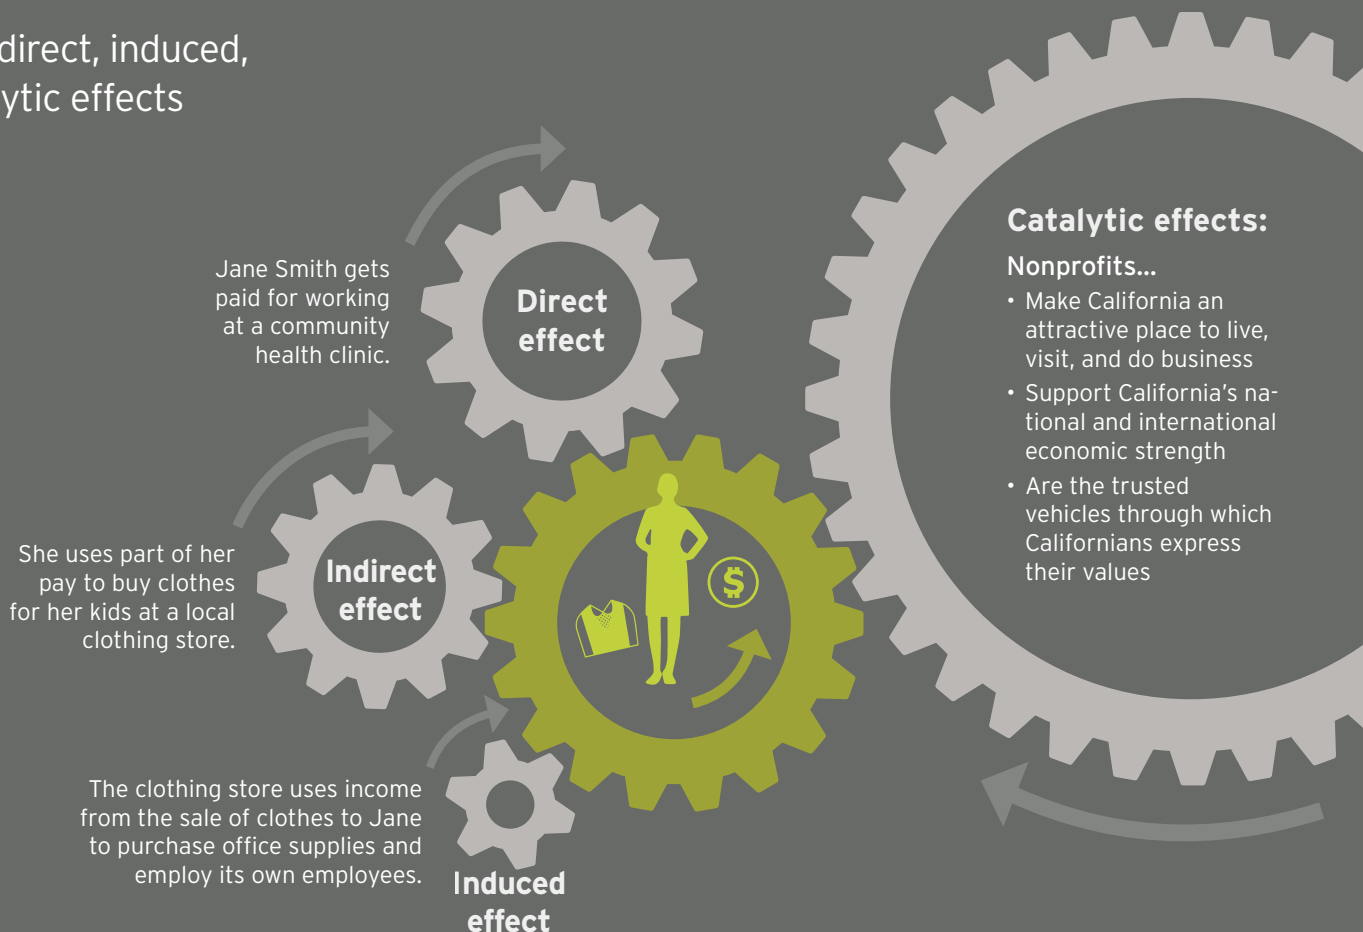 direct, induced,
ytic effects
Jane Smith gets
paid for working
at a community
health clinic.
Direct
effect
She uses part of her
pay to buy clothes
for her kids at a local
clothing store.
Indirect
effect
$
The clothing store uses income
from the sale of clothes to Jane
to purchase office supplies and
employ its own employees.
Induced
effect
Catalytic effects:
Nonprofits...
• Make California an
attractive place to live,
visit, and do business
• Support California’s na-
tional and international
economic strength
• Are the trusted
vehicles through which
Californians express
their values